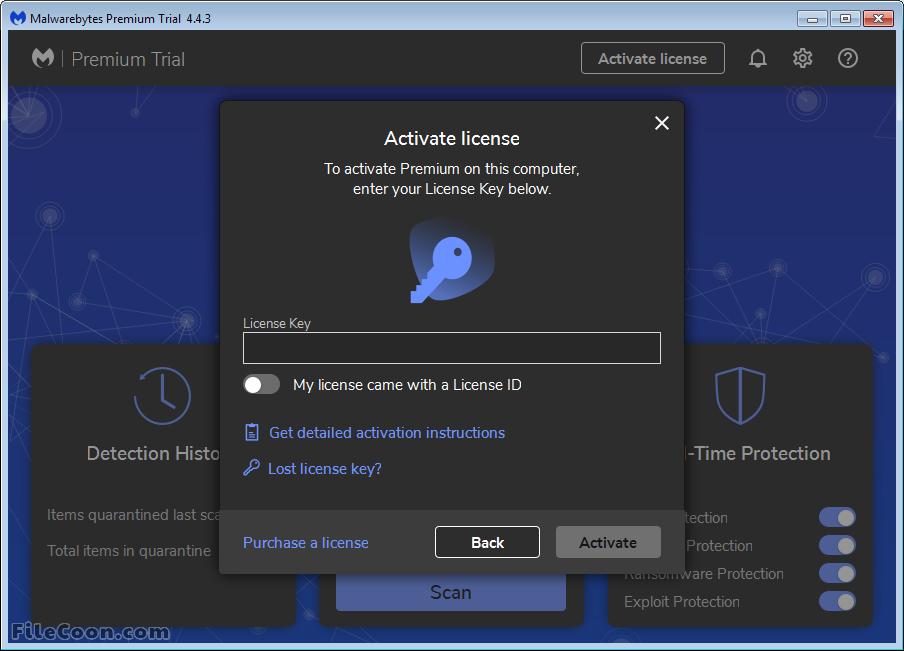 Malwarebytes Premium Trial 4.4.3
Premium Trial
Activate license
Activate license
To activate Premium on this computer,
enter your License Key below.
License Key
My license came with a License ID
Get detailed activation instructions
Lost license key?
Purchase a license
Back
Activate
Detection Histo
Items quarantined last sca
Total items in quarantine
Scan
-Time Protection
tection
Protection
Ransomware Protection
Exploit Protection
FileCoon.com